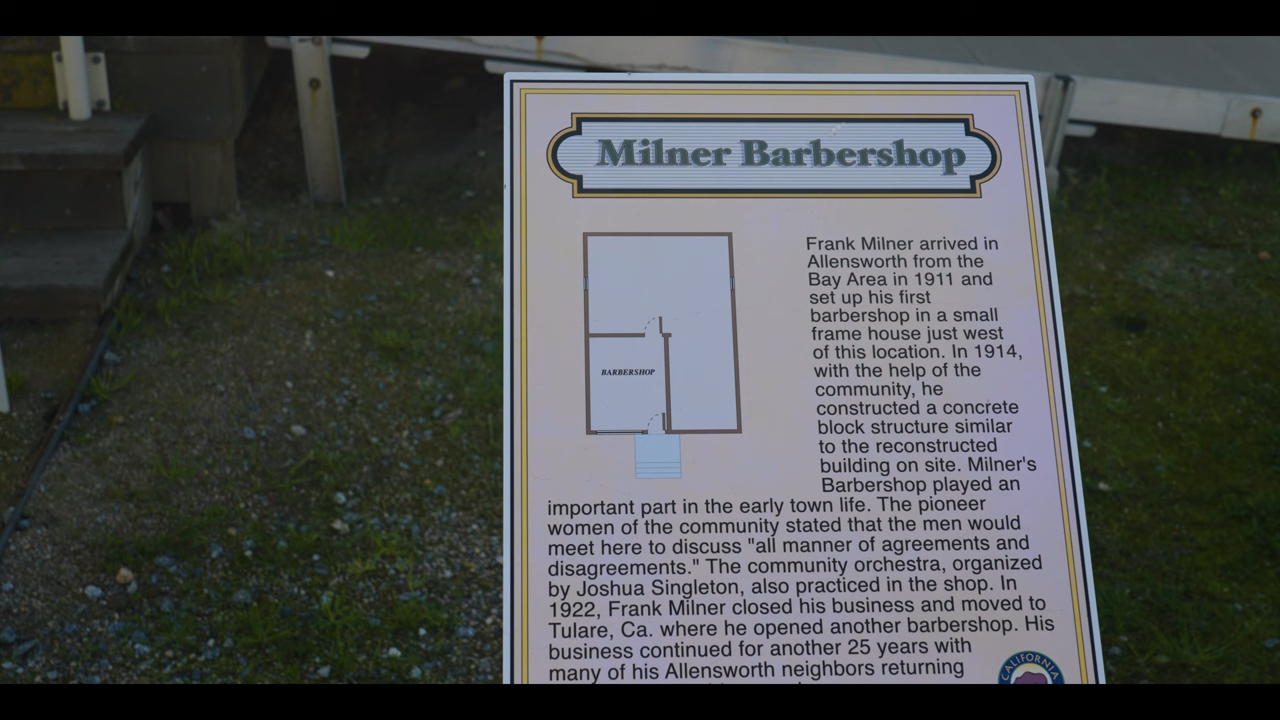 Milner Barbershop
BARBERSHOP
Frank Milner arrived in
Allensworth from the
Bay Area in 1911 and
set up his first
barbershop in a small
frame house just west
of this location. In 1914,
with the help of the
community, he
constructed a concrete
block structure similar
to the reconstructed
building on site. Milner's
Barbershop played an
important part in the early town life. The pioneer
women of the community stated that the men would
meet here to discuss "all manner of agreements and
disagreements." The community orchestra, organized
by Joshua Singleton, also practiced in the shop. In
1922, Frank Milner closed his business and moved to
Tulare, Ca. where he opened another barbershop. His
business continued for another 25 years with
many of his Allensworth neighbors returning
CALIFORNIA